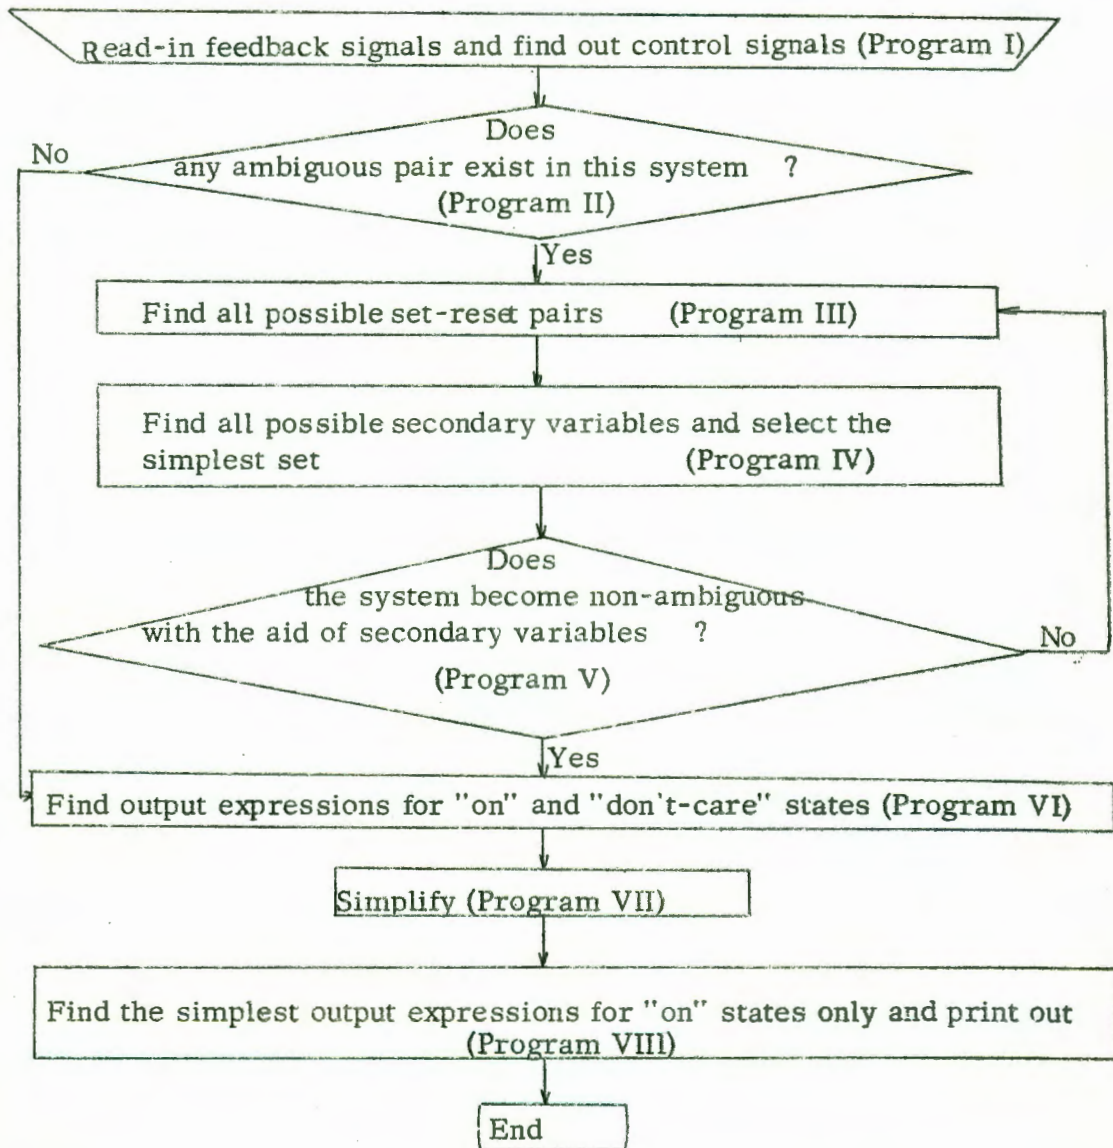 Read-in feedback signals and find out control signals (Program I)
Does
No
any ambiguous pair exist in this system ?
(Program II)
Yes
Find all possible set-reset pairs (Program III)
Find all possible secondary variables and select the
simplest set (Program IV)
Does
the system become non-ambiguous
with the aid of secondary variables ?
No
(Program V)
Yes
Find output expressions for "on" and "don't-care" states (Program VI)
Simplify (Program VII)
Find the simplest output expressions for "on" states only and print out
(Program VIII)
End